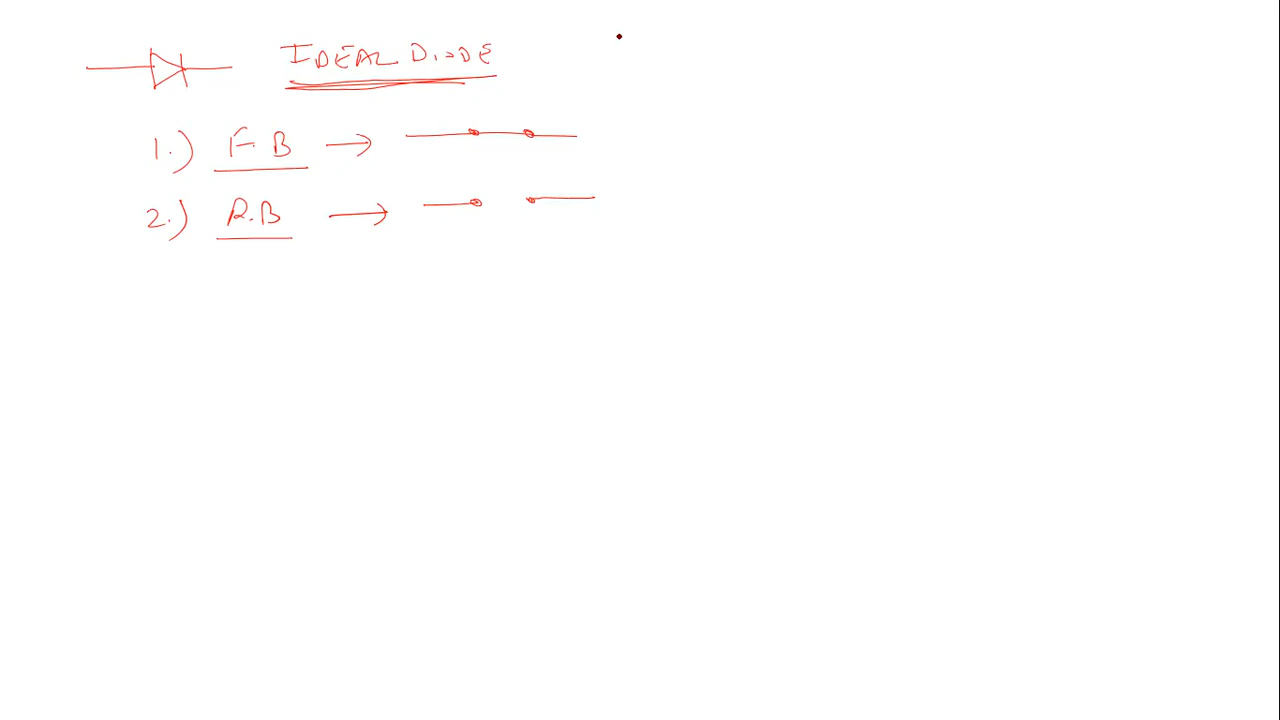 IDEAL DIODE
1.) F.B →
2.) R.B →